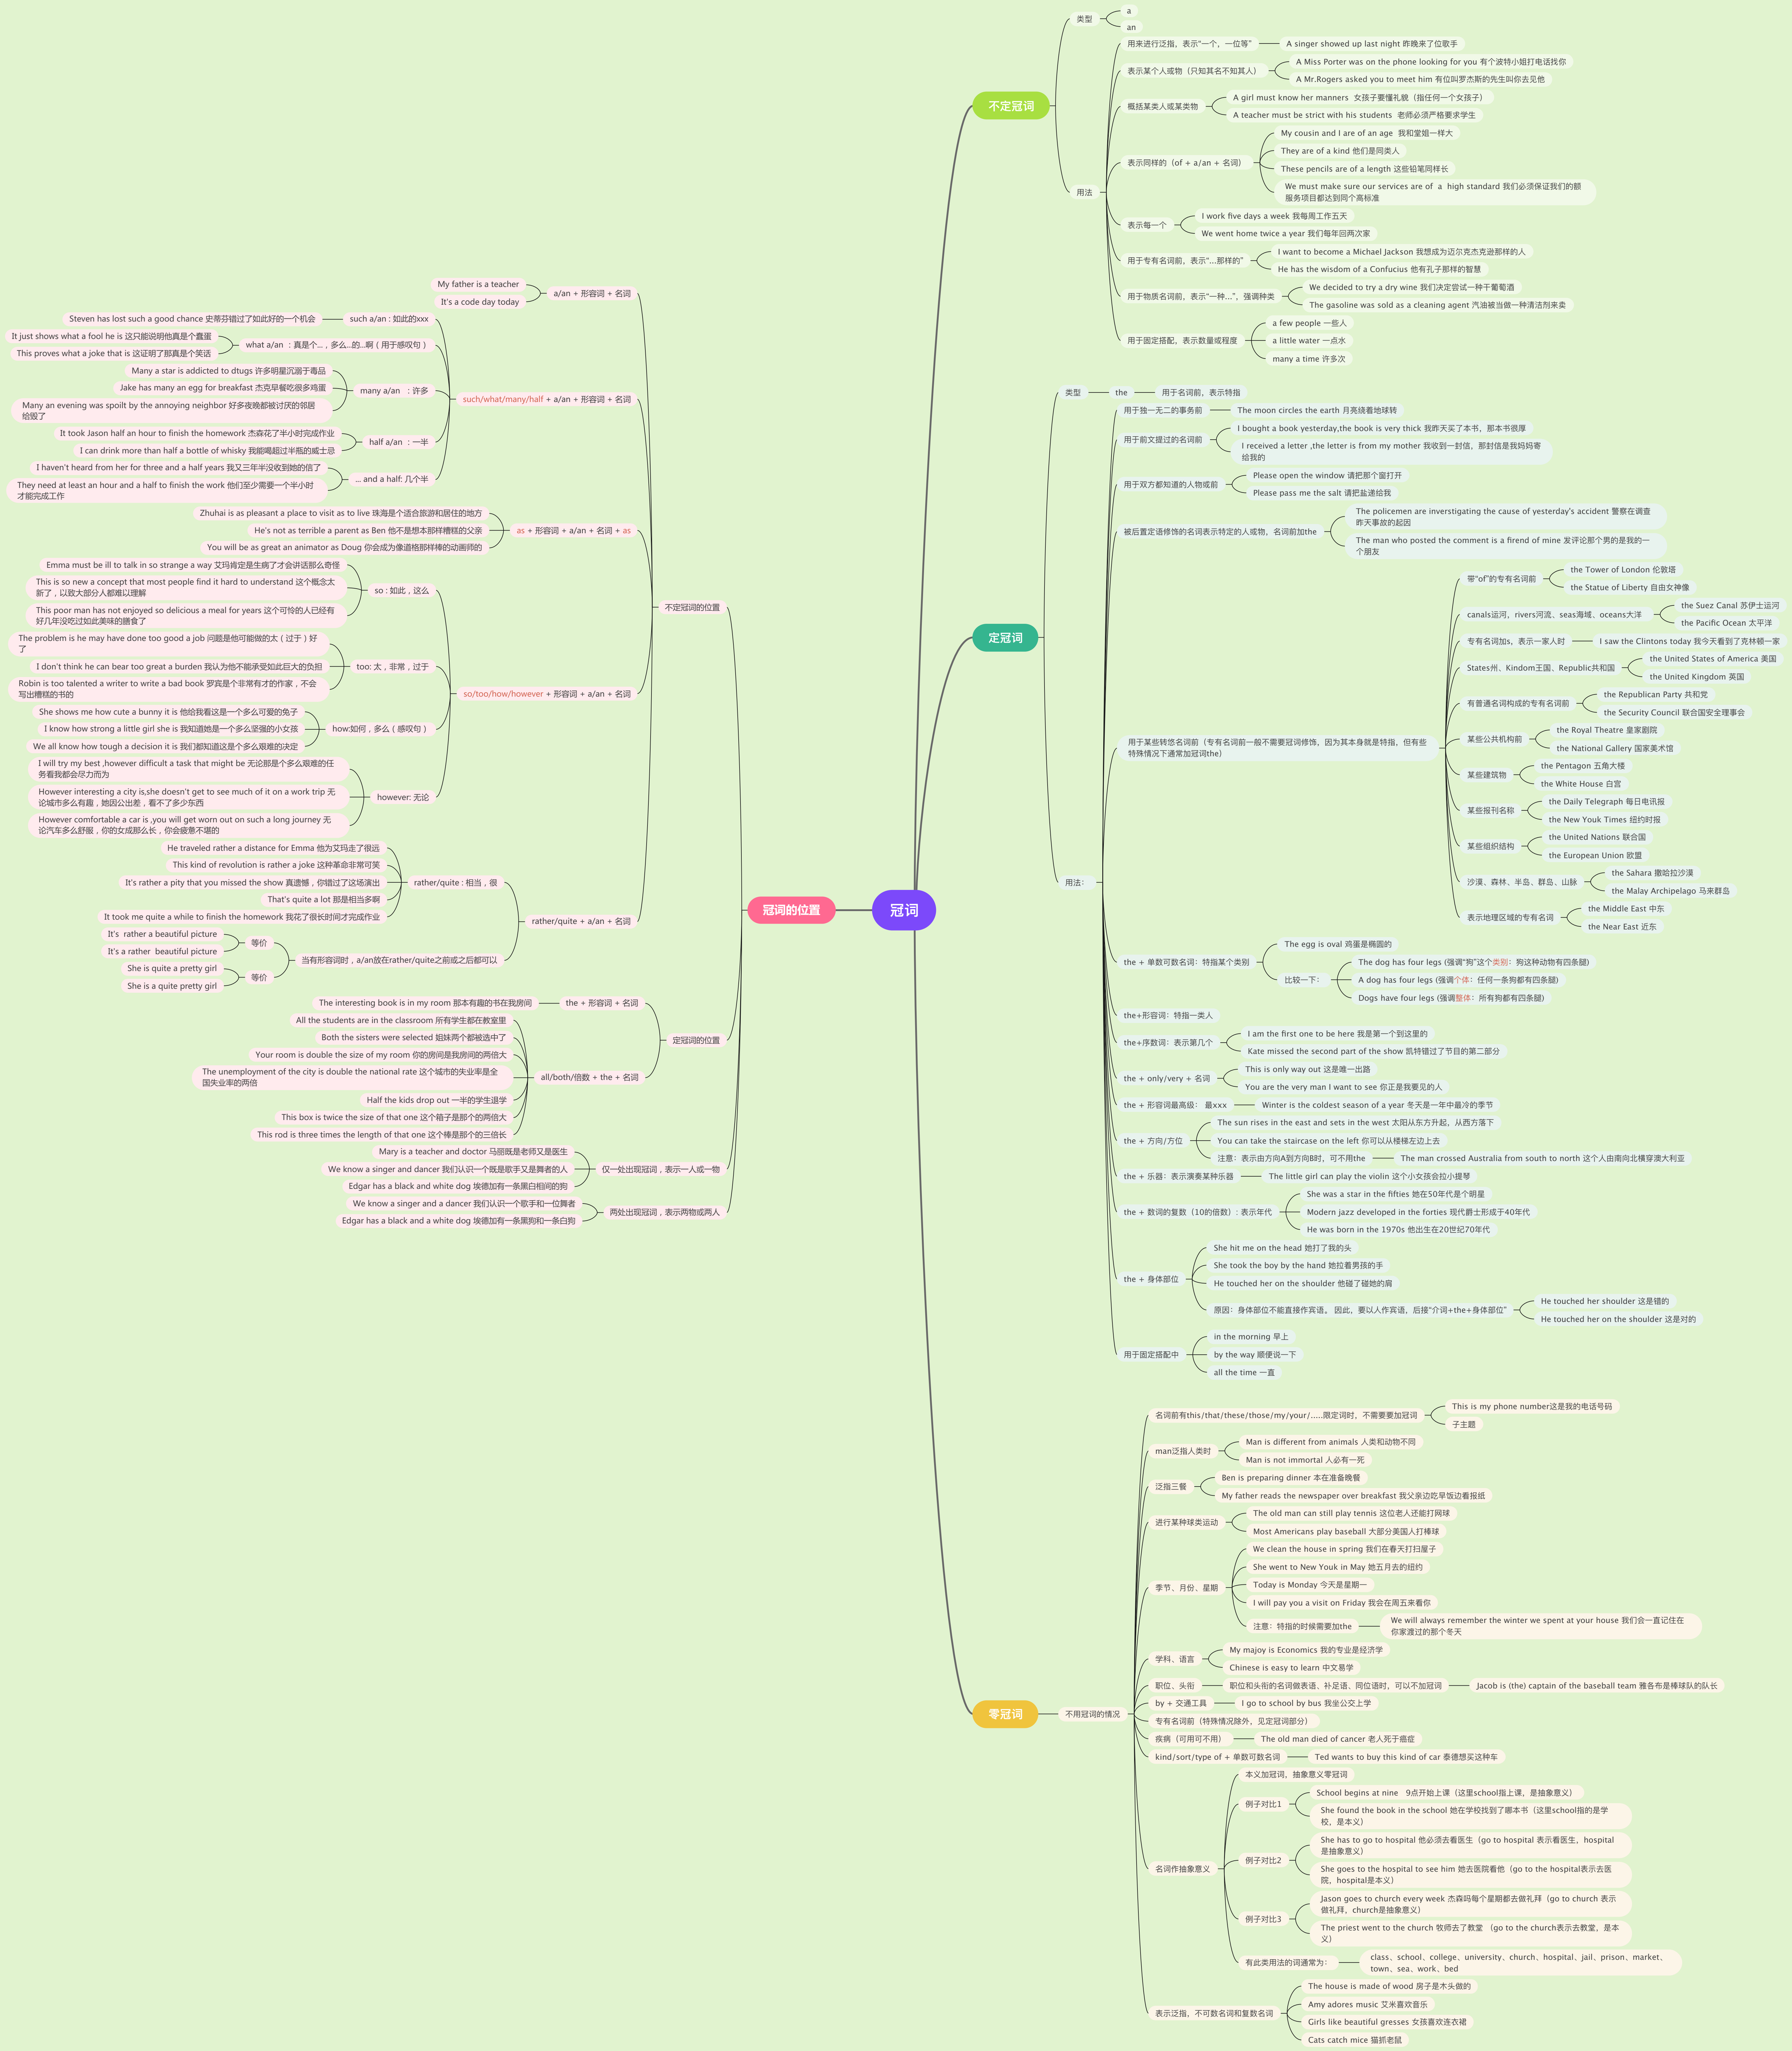 冠词
不定冠词
类型
a
an
用法
用来进行泛指，表示“一个，一位等”
A singer showed up last night 昨晚来了位歌手
表示某个人或物（只知其名不知其人）
A Miss Porter was on the phone looking for you 有个波特小姐打电话找你
A Mr.Rogers asked you to meet him 有位叫罗杰斯的先生叫你去见他
概括某类人或某类物
A girl must know her manners  女孩子要懂礼貌（指任何一个女孩子）
A teacher must be strict with his students  老师必须严格要求学生
表示同样的（of + a/an + 名词）
My cousin and I are of an age  我和堂姐一样大
They are of a kind 他们是同类人
These pencils are of a length 这些铅笔同样长
We must make sure our services are of  a  high standard 我们必须保证我们的额
服务项目都达到同个高标准
表示每一个
I work five days a week 我每周工作五天
We went home twice a year 我们每年回两次家
用于专有名词前，表示“...那样的”
I want to become a Michael Jackson 我想成为迈尔克杰克逊那样的人
He has the wisdom of a Confucius 他有孔子那样的智慧
用于物质名词前，表示“一种...”，强调种类
We decided to try a dry wine 我们决定尝试一种干葡萄酒
The gasoline was sold as a cleaning agent 汽油被当做一种清洁剂来卖
用于固定搭配，表示数量或程度
a few people 一些人
a little water 一点水
many a time 许多次
定冠词
类型
the
用于名词前，表示特指
用法：
用于独一无二的事务前
The moon circles the earth 月亮绕着地球转
用于前文提过的名词前
I bought a book yesterday,the book is very thick 我昨天买了本书，那本书很厚
I received a letter ,the letter is from my mother 我收到一封信，那封信是我妈妈寄
给我的
用于双方都知道的人物或前
Please open the window 请把那个窗打开
Please pass me the salt 请把盐递给我
被后置定语修饰的名词表示特定的人或物，名词前加the
The policemen are inverstigating the cause of yesterday's accident 警察在调查
昨天事故的起因
The man who posted the comment is a firend of mine 发评论那个男的是我的一
个朋友
用于某些转悠名词前（专有名词前一般不需要冠词修饰，因为其本身就是特指，但有些
特殊情况下通常加冠词the）
带“of”的专有名词前
the Tower of London 伦敦塔
the Statue of Liberty 自由女神像
canals运河，rivers河流、seas海域、oceans大洋
the Suez Canal 苏伊士运河
the Pacific Ocean 太平洋
专有名词加s，表示一家人时
I saw the Clintons today 我今天看到了克林顿一家
States州、Kindom王国、Republic共和国
the United States of America 美国
the United Kingdom 英国
有普通名词构成的专有名词前
the Republican Party 共和党
the Security Council 联合国安全理事会
某些公共机构前
the Royal Theatre 皇家剧院
the National Gallery 国家美术馆
某些建筑物
the Pentagon 五角大楼
the White House 白宫
某些报刊名称
the Daily Telegraph 每日电讯报
the New Youk Times 纽约时报
某些组织结构
the United Nations 联合国
the European Union 欧盟
沙漠、森林、半岛、群岛、山脉
the Sahara 撒哈拉沙漠
the Malay Archipelago 马来群岛
表示地理区域的专有名词
the Middle East 中东
the Near East 近东
the + 单数可数名词：特指某个类别
The egg is oval 鸡蛋是椭圆的
比较一下：
The dog has four legs (强调“狗”这个类别：狗这种动物有四条腿)
A dog has four legs (强调个体：任何一条狗都有四条腿)
Dogs have four legs (强调整体：所有狗都有四条腿)
the+形容词：特指一类人
the+序数词：表示第几个
I am the first one to be here 我是第一个到这里的
Kate missed the second part of the show 凯特错过了节目的第二部分
the + only/very + 名词
This is only way out 这是唯一出路
You are the very man I want to see 你正是我要见的人
the + 形容词最高级： 最xxx
Winter is the coldest season of a year 冬天是一年中最冷的季节
the + 方向/方位
The sun rises in the east and sets in the west 太阳从东方升起，从西方落下
You can take the staircase on the left 你可以从楼梯左边上去
注意：表示由方向A到方向B时，可不用the
The man crossed Australia from south to north 这个人由南向北横穿澳大利亚
the + 乐器：表示演奏某种乐器
The little girl can play the violin 这个小女孩会拉小提琴
the + 数词的复数（10的倍数）: 表示年代
She was a star in the fifties 她在50年代是个明星
Modern jazz developed in the forties 现代爵士形成于40年代
He was born in the 1970s 他出生在20世纪70年代
the + 身体部位
She hit me on the head 她打了我的头
She took the boy by the hand 她拉着男孩的手
He touched her on the shoulder 他碰了碰她的肩
原因：身体部位不能直接作宾语， 因此，要以人作宾语，后接“介词+the+身体部位”
He touched her shoulder 这是错的
He touched her on the shoulder 这是对的
用于固定搭配中
in the morning 早上
by the way 顺便说一下
all the time 一直
零冠词
不用冠词的情况
名词前有this/that/these/those/my/your/.....限定词时，不需要要加冠词
This is my phone number这是我的电话号码
子主题
man泛指人类时
Man is different from animals 人类和动物不同
Man is not immortal 人必有一死
泛指三餐
Ben is preparing dinner 本在准备晚餐
My father reads the newspaper over breakfast 我父亲边吃早饭边看报纸
进行某种球类运动
The old man can still play tennis 这位老人还能打网球
Most Americans play baseball 大部分美国人打棒球
季节、月份、星期
We clean the house in spring 我们在春天打扫屋子
She went to New Youk in May 她五月去的纽约
Today is Monday 今天是星期一
I will pay you a visit on Friday 我会在周五来看你
注意：特指的时候需要加the
We will always remember the winter we spent at your house 我们会一直记住在
你家渡过的那个冬天
学科、语言
My majoy is Economics 我的专业是经济学
Chinese is easy to learn 中文易学
职位、头衔
职位和头衔的名词做表语、补足语、同位语时，可以不加冠词
Jacob is (the) captain of the baseball team 雅各布是棒球队的队长
by + 交通工具
I go to school by bus 我坐公交上学
专有名词前（特殊情况除外，见定冠词部分）
疾病（可用可不用）
The old man died of cancer 老人死于癌症
kind/sort/type of + 单数可数名词
Ted wants to buy this kind of car 泰德想买这种车
名词作抽象意义
本义加冠词，抽象意义零冠词
例子对比1
School begins at nine   9点开始上课（这里school指上课，是抽象意义）
She found the book in the school 她在学校找到了哪本书（这里school指的是学
校，是本义）
例子对比2
She has to go to hospital 他必须去看医生（go to hospital 表示看医生，hospital
是抽象意义）
She goes to the hospital to see him 她去医院看他（go to the hospital表示去医
院，hospital是本义）
例子对比3
Jason goes to church every week 杰森吗每个星期都去做礼拜（go to church 表示
做礼拜，church是抽象意义）
The priest went to the church 牧师去了教堂 （go to the church表示去教堂，是本
义）
有此类用法的词通常为：
class、school、college、university、church、hospital、jail、prison、market、
town、sea、work、bed
表示泛指，不可数名词和复数名词
The house is made of wood 房子是木头做的
Amy adores music 艾米喜欢音乐
Girls like beautiful gresses 女孩喜欢连衣裙
Cats catch mice 猫抓老鼠
冠词的位置
不定冠词的位置
a/an + 形容词 + 名词
My father is a teacher
It's a code day today
such/what/many/half + a/an + 形容词 + 名词
such a/an : 如此的xxx
Steven has lost such a good chance 史蒂芬错过了如此好的一个机会
what a/an ：真是个...，多么...的...啊（用于感叹句）
It just shows what a fool he is 这只能说明他真是个蠢蛋
This proves what a joke that is 这证明了那真是个笑话
many a/an  ：许多
Many a star is addicted to dtugs 许多明星沉溺于毒品
Jake has many an egg for breakfast 杰克早餐吃很多鸡蛋
Many an evening was spoilt by the annoying neighbor 好多夜晚都被讨厌的邻居
给毁了
half a/an ：一半
It took Jason half an hour to finish the homework 杰森花了半小时完成作业
I can drink more than half a bottle of whisky 我能喝超过半瓶的威士忌
... and a half: 几个半
I haven't heard from her for three and a half years 我又三年半没收到她的信了
They need at least an hour and a half to finish the work 他们至少需要一个半小时
才能完成工作
as + 形容词 + a/an + 名词 + as
Zhuhai is as pleasant a place to visit as to live 珠海是个适合旅游和居住的地方
He's not as terrible a parent as Ben 他不是想本那样糟糕的父亲
You will be as great an animator as Doug 你会成为像道格那样棒的动画师的
so/too/how/however + 形容词 + a/an + 名词
so : 如此，这么
Emma must be ill to talk in so strange a way 艾玛肯定是生病了才会讲话那么奇怪
This is so new a concept that most people find it hard to understand 这个概念太
新了，以致大部分人都难以理解
This poor man has not enjoyed so delicious a meal for years 这个可怜的人已经有
好几年没吃过如此美味的膳食了
too: 太，非常，过于
The problem is he may have done too good a job 问题是他可能做的太（过于）好
了
I don't think he can bear too great a burden 我认为他不能承受如此巨大的负担
Robin is too talented a writer to write a bad book 罗宾是个非常有才的作家，不会
写出糟糕的书的
how:如何，多么（感叹句）
She shows me how cute a bunny it is 他给我看这是一个多么可爱的兔子
I know how strong a little girl she is 我知道她是一个多么坚强的小女孩
We all know how tough a decision it is 我们都知道这是个多么艰难的决定
however: 无论
I will try my best ,however difficult a task that might be 无论那是个多么艰难的任
务看我都会尽力而为
However interesting a city is,she doesn't get to see much of it on a work trip 无
论城市多么有趣，她因公出差，看不了多少东西
However comfortable a car is ,you will get worn out on such a long journey 无
论汽车多么舒服，你的女成那么长，你会疲惫不堪的
rather/quite + a/an + 名词
rather/quite : 相当，很
He traveled rather a distance for Emma 他为艾玛走了很远
This kind of revolution is rather a joke 这种革命非常可笑
It's rather a pity that you missed the show 真遗憾，你错过了这场演出
That's quite a lot 那是相当多啊
It took me quite a while to finish the homework 我花了很长时间才完成作业
当有形容词时，a/an放在rather/quite之前或之后都可以
等价
It's  rather a beautiful picture
It's a rather  beautiful picture
等价
She is quite a pretty girl
She is a quite pretty girl
定冠词的位置
the + 形容词 + 名词
The interesting book is in my room 那本有趣的书在我房间
all/both/倍数 + the + 名词
All the students are in the classroom 所有学生都在教室里
Both the sisters were selected 姐妹两个都被选中了
Your room is double the size of my room 你的房间是我房间的两倍大
The unemployment of the city is double the national rate 这个城市的失业率是全
国失业率的两倍
Half the kids drop out 一半的学生退学
This box is twice the size of that one 这个箱子是那个的两倍大
This rod is three times the length of that one 这个棒是那个的三倍长
仅一处出现冠词，表示一人或一物
Mary is a teacher and doctor 马丽既是老师又是医生
We know a singer and dancer 我们认识一个既是歌手又是舞者的人
Edgar has a black and white dog 埃德加有一条黑白相间的狗
两处出现冠词，表示两物或两人
We know a singer and a dancer 我们认识一个歌手和一位舞者
Edgar has a black and a white dog 埃德加有一条黑狗和一条白狗